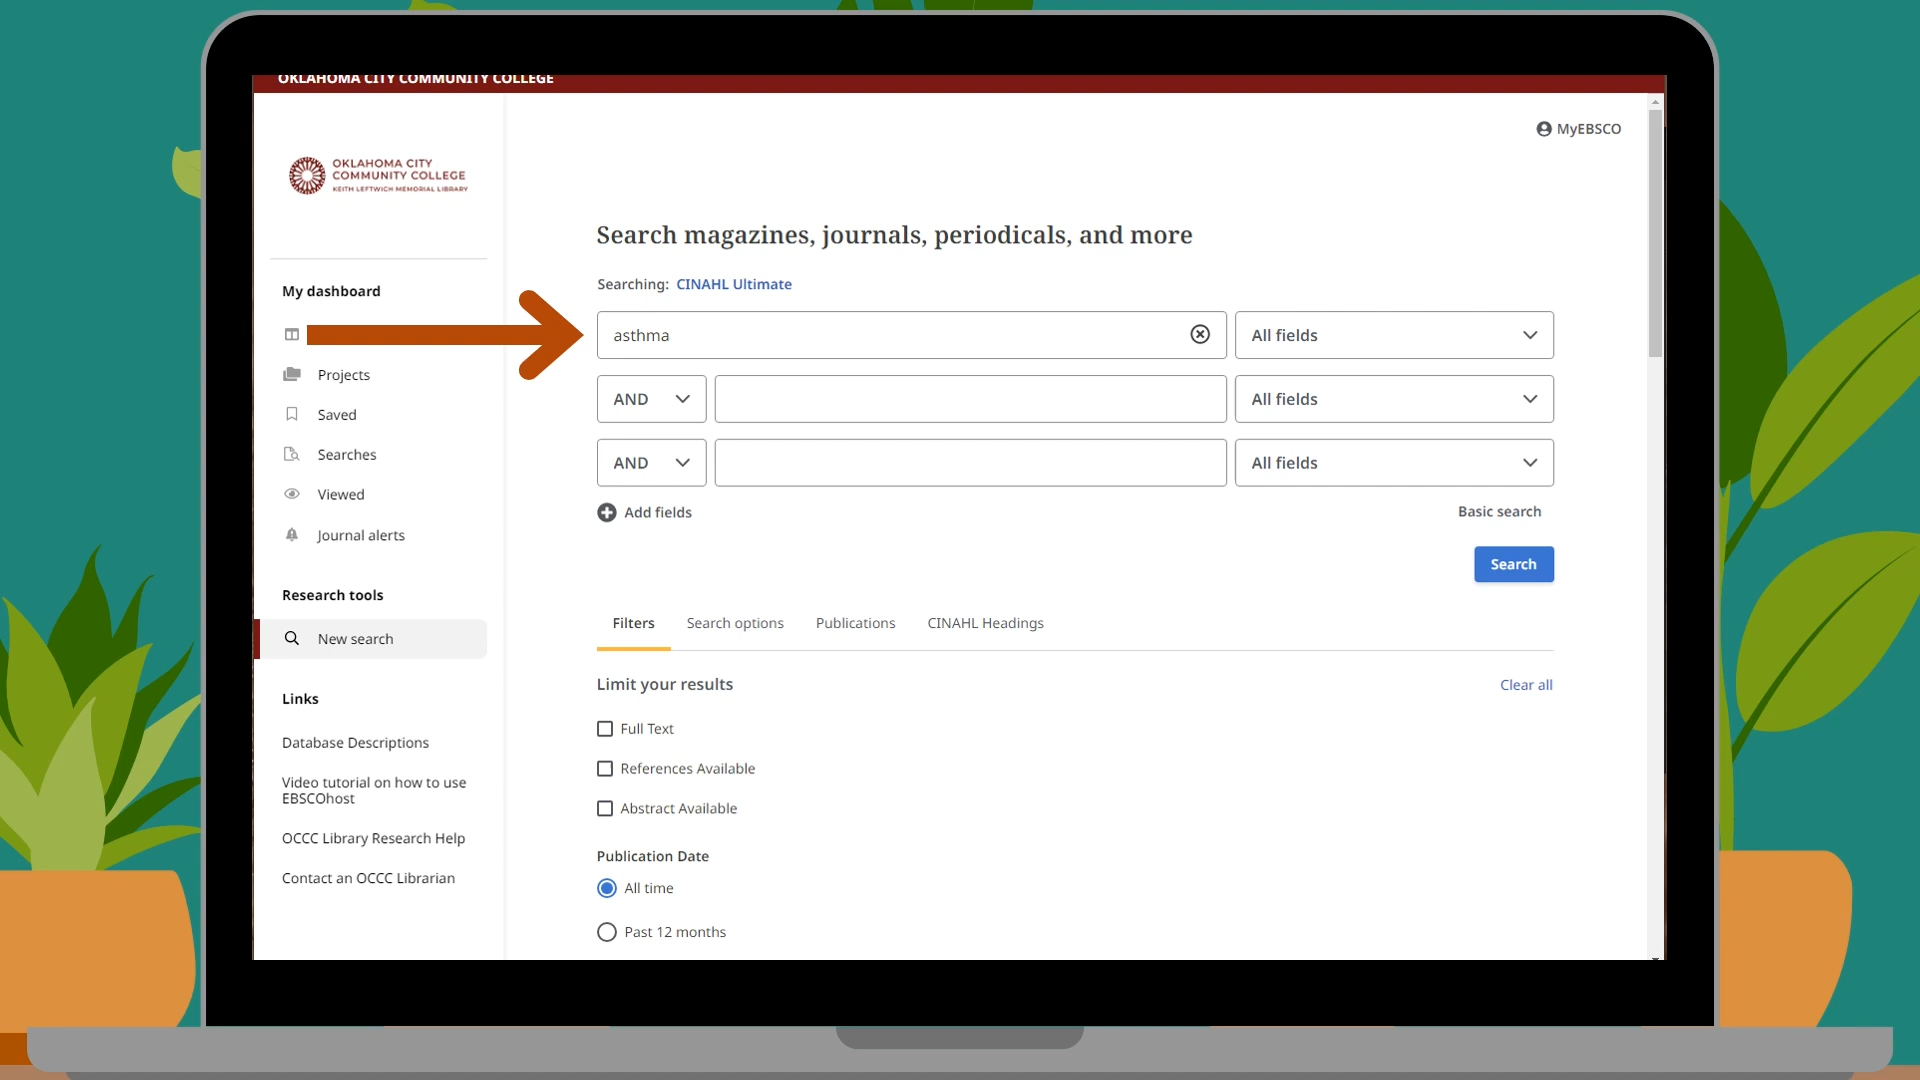 OKLAHOMA CITY COMMUNITY COLLEGE
MyEBSCO
OKLAHOMA CITY
COMMUNITY COLLEGE
KEITH LEFTWICH MEMORIAL LIBRARY
Search magazines, journals, periodicals, and more
Searching: CINAHL Ultimate
asthma
All fields
AND
All fields
AND
All fields
Add fields
Basic search
Search
Filters
Search options
Publications
CINAHL Headings
Limit your results
Clear all
Full Text
References Available
Abstract Available
Publication Date
All time
Past 12 months
My dashboard
Projects
Saved
Searches
Viewed
Journal alerts
Research tools
New search
Links
Database Descriptions
Video tutorial on how to use
EBSCOhost
OCCC Library Research Help
Contact an OCCC Librarian